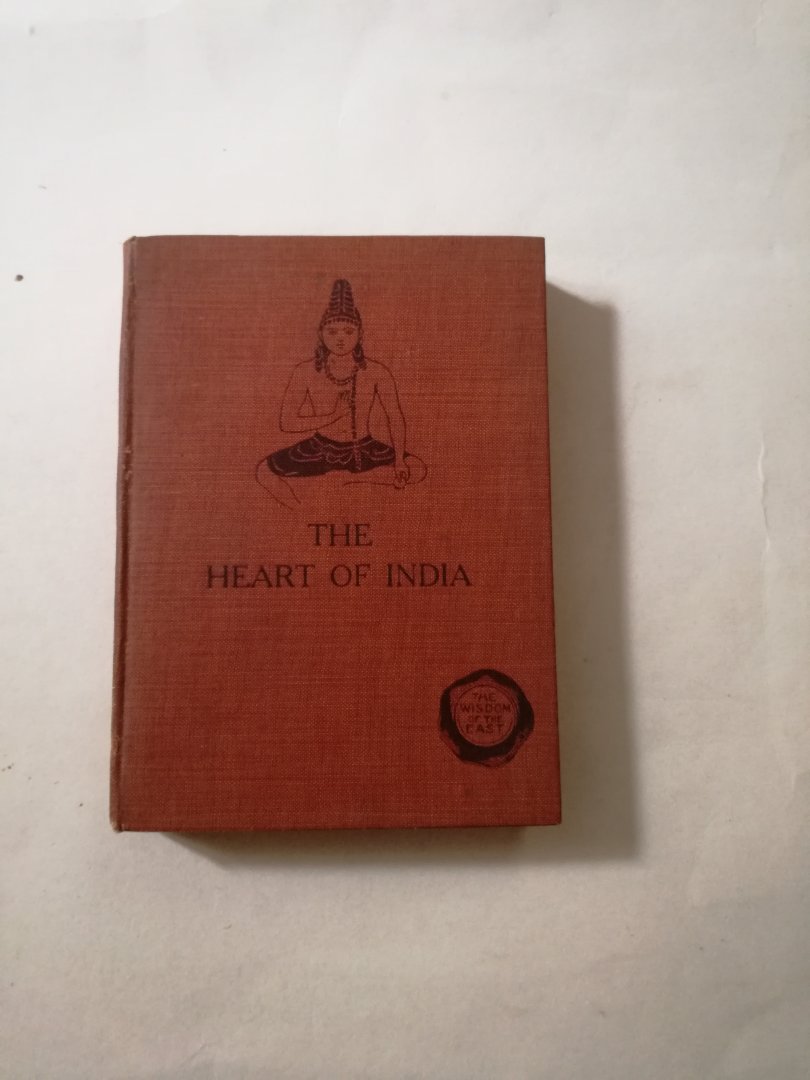 THE
HEART OF INDIA
THE
WISDOM
OF THE
EAST